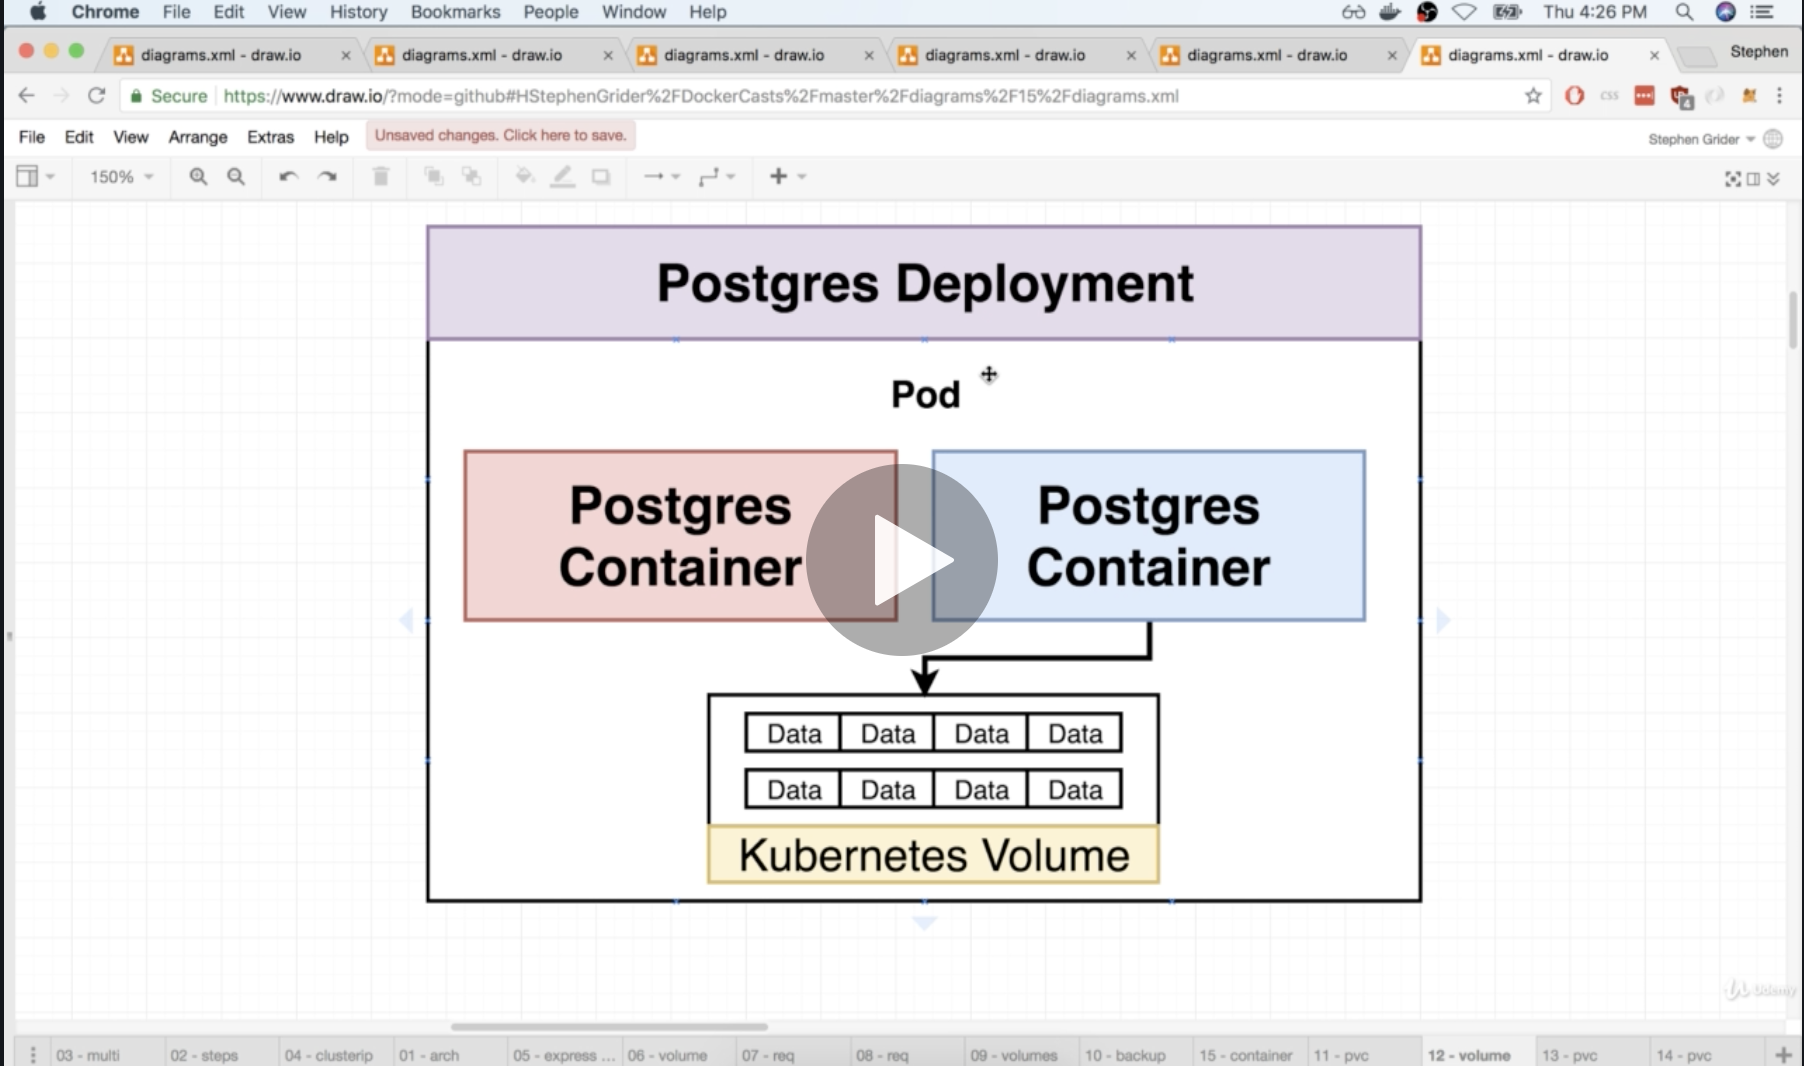 Chrome File Edit View History Bookmarks People Window Help Thu 4:26 PM
diagrams.xml - draw.io diagrams.xml - draw.io diagrams.xml - draw.io diagrams.xml - draw.io diagrams.xml - draw.io diagrams.xml - draw.io Stephen
Secure https://www.draw.io/?mode=github#HStephenGrider%2FDockerCasts%2Fmaster%2Fdiagrams%2F15%2Fdiagrams.xml CSS 4
File Edit View Arrange Extras Help Unsaved changes. Click here to save. Stephen Grider
150%
Postgres Deployment
Pod
Postgres
Container
Postgres
Container
Data Data Data Data
Data Data Data Data
Kubernetes Volume
Udemy
03 - multi 02 - steps 04 - clusterip 01 - arch 05 - express ... 06 - volume 07 - req 08 - req 09 - volumes 10 - backup 15 - container 11 - pvc 12 - volume 13 - pvc 14 - pvc